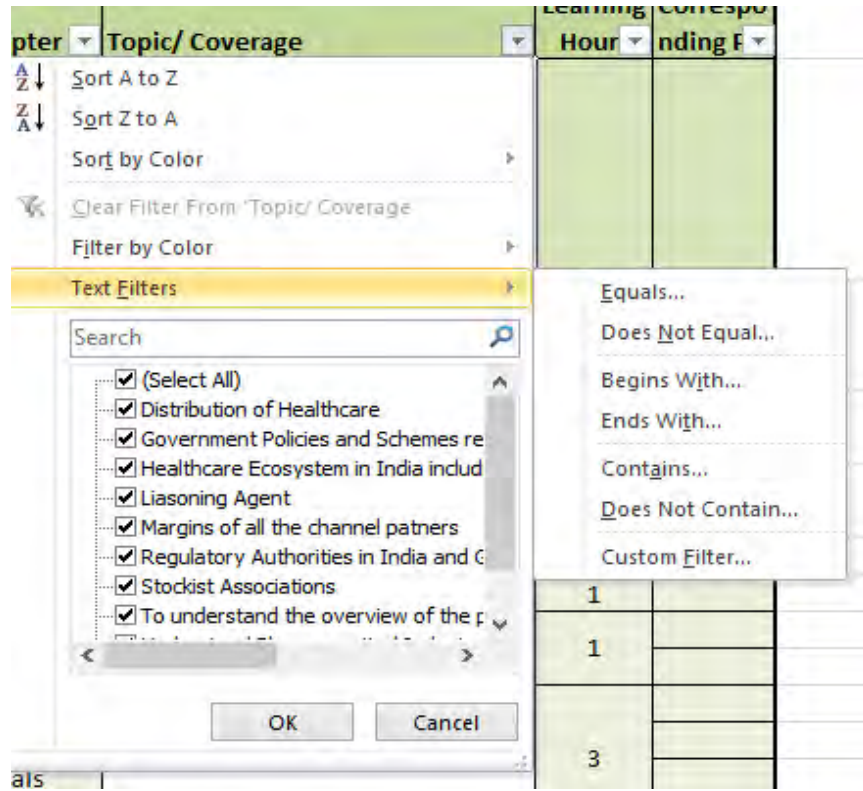 Learning Correspo
pter Topic/ Coverage Hour nding F
Sort A to Z
Sort Z to A
Sort by Color
Clear Filter From 'Topic/ Coverage
Filter by Color
Text Filters
Equals...
Does Not Equal...
Search
(Select All)
Begins With...
Distribution of Healthcare
Ends With...
Government Policies and Schemes re
Healthcare Ecosystem in India includ
Contains...
Liasoning Agent
Does Not Contain...
Margins of all the channel patners
Regulatory Authorities in India and G
Custom Filter...
Stockist Associations
1
To understand the overview of the p
1
OK Cancel
3
als